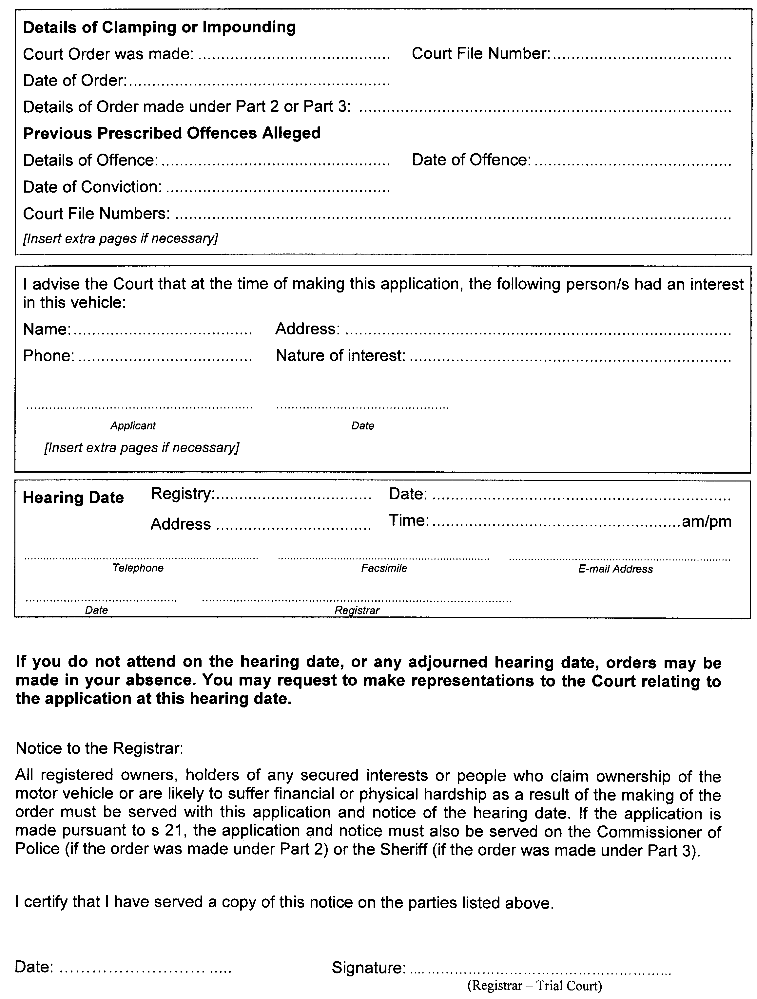 Details of Clamping or Impounding
Court Order was made: .......................................... Court File Number:.......................................
Date of Order:.........................................................
Details of Order made under Part 2 or Part 3: .................................................................................
Previous Prescribed Offences Alleged
Details of Offence: .................................................. Date of Offence: ...........................................
Date of Conviction: .................................................
Court File Numbers: ..........................................................................................................................
[Insert extra pages if necessary]
I advise the Court that at the time of making this application, the following person/s had an interest
in this vehicle:
Name:....................................... Address: ....................................................................................
Phone: ...................................... Nature of interest: ......................................................................
............................................................ ..............................................
Applicant Date
[Insert extra pages if necessary]
Hearing Date Registry:.................................. Date: .................................................................
Address .................................. Time: ......................................................am/pm
.............................................................. ........................................................ ...........................................................
Telephone Facsimile E-mail Address
........................................ ..................................................................................
Date Registrar
If you do not attend on the hearing date, or any adjourned hearing date, orders may be
made in your absence. You may request to make representations to the Court relating to
the application at this hearing date.
Notice to the Registrar:
All registered owners, holders of any secured interests or people who claim ownership of the
motor vehicle or are likely to suffer financial or physical hardship as a result of the making of the
order must be served with this application and notice of the hearing date. If the application is
made pursuant to s 21, the application and notice must also be served on the Commissioner of
Police (if the order was made under Part 2) or the Sheriff (if the order was made under Part 3).
I certify that I have served a copy of this notice on the parties listed above.
Date: ................................. Signature: .........................................................
(Registrar – Trial Court)